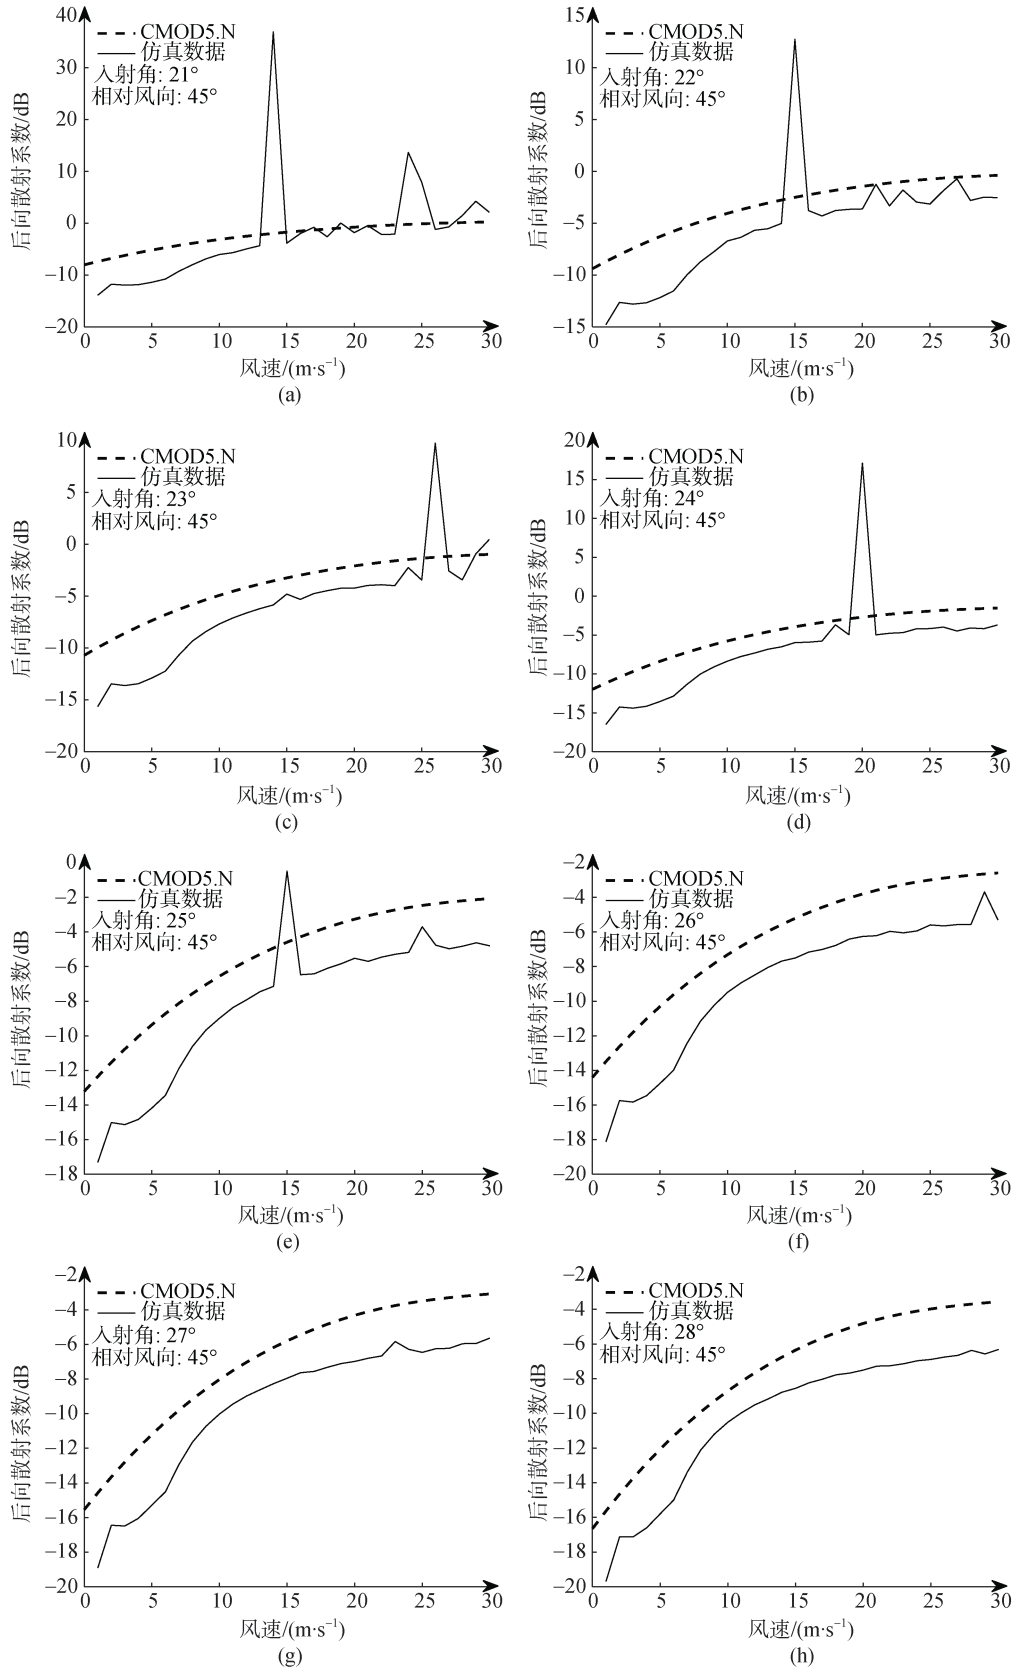 40
30
20
10
0
–10
–20
后向散射系数/dB
CMOD5.N
仿真数据
入射角: 21°
相对风向: 45°
0 5 10 15 20 25 30
风速/(m·s⁻¹)
(a)
15
10
5
0
–5
–10
–15
后向散射系数/dB
CMOD5.N
仿真数据
入射角: 22°
相对风向: 45°
0 5 10 15 20 25 30
风速/(m·s⁻¹)
(b)
10
5
0
–5
–10
–15
–20
后向散射系数/dB
CMOD5.N
仿真数据
入射角: 23°
相对风向: 45°
0 5 10 15 20 25 30
风速/(m·s⁻¹)
(c)
20
15
10
5
0
–5
–10
–15
–20
后向散射系数/dB
CMOD5.N
仿真数据
入射角: 24°
相对风向: 45°
0 5 10 15 20 25 30
风速/(m·s⁻¹)
(d)
0
–2
–4
–6
–8
–10
–12
–14
–16
–18
后向散射系数/dB
CMOD5.N
仿真数据
入射角: 25°
相对风向: 45°
0 5 10 15 20 25 30
风速/(m·s⁻¹)
(e)
–2
–4
–6
–8
–10
–12
–14
–16
–18
–20
后向散射系数/dB
CMOD5.N
仿真数据
入射角: 26°
相对风向: 45°
0 5 10 15 20 25 30
风速/(m·s⁻¹)
(f)
–2
–4
–6
–8
–10
–12
–14
–16
–18
–20
后向散射系数/dB
CMOD5.N
仿真数据
入射角: 27°
相对风向: 45°
0 5 10 15 20 25 30
风速/(m·s⁻¹)
(g)
–2
–4
–6
–8
–10
–12
–14
–16
–18
–20
后向散射系数/dB
CMOD5.N
仿真数据
入射角: 28°
相对风向: 45°
0 5 10 15 20 25 30
风速/(m·s⁻¹)
(h)